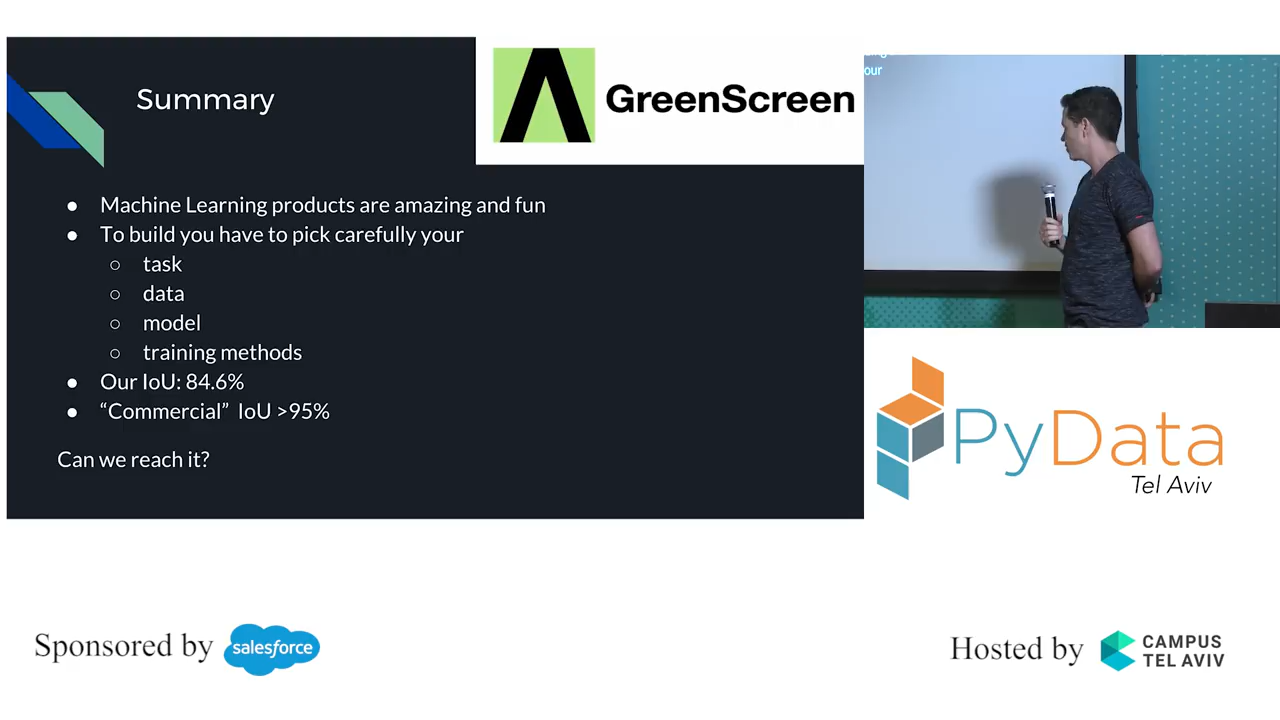 Summary
GreenScreen
● Machine Learning products are amazing and fun
● To build you have to pick carefully your
○ task
○ data
○ model
○ training methods
● Our IoU: 84.6%
● “Commercial” IoU >95%
Can we reach it?
our
PyData
Tel Aviv
Sponsored by salesforce
Hosted by CAMPUS
TEL AVIV